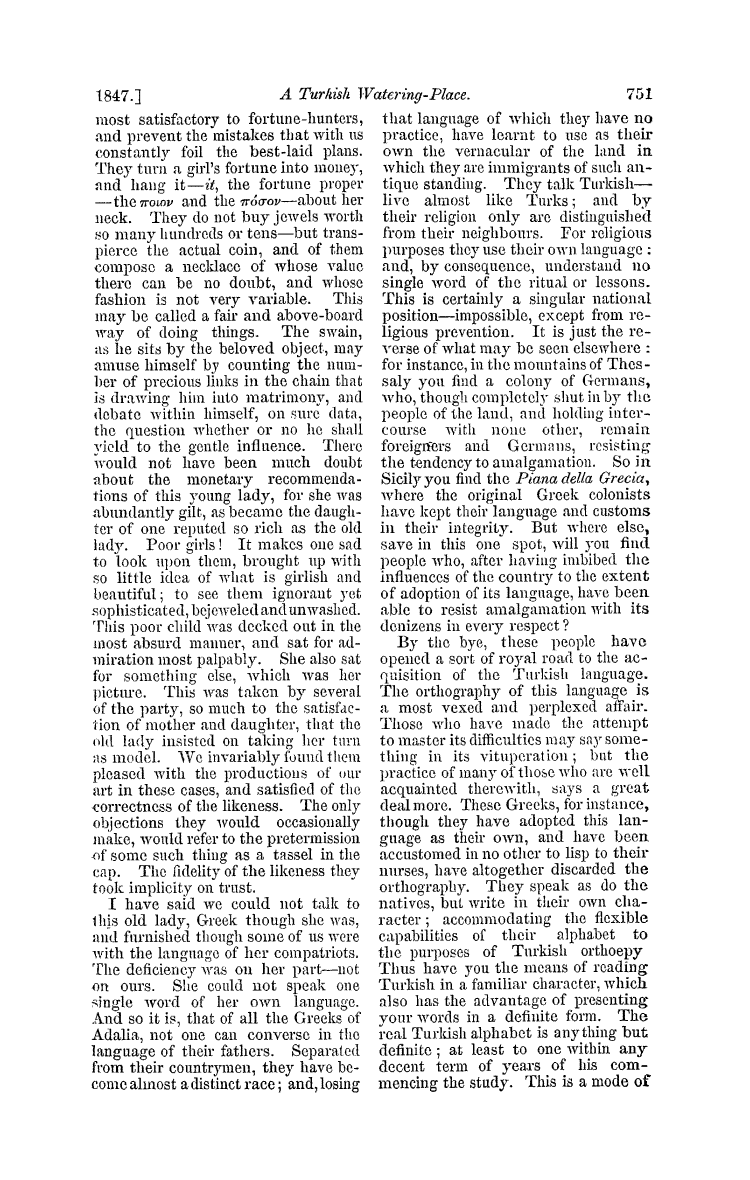 1847.] A Turkish Watering-Place. 751
most satisfactory to fortune-hunters,
and prevent the mistakes that with us
constantly foil the best-laid plans.
They turn a girl's fortune into money,
and hang it—it, the fortune proper
—the ποιον and the πόσον—about her
neck. They do not buy jewels worth
so many hundreds or tens—but trans-
pierce the actual coin, and of them
compose a necklace of whose value
there can be no doubt, and whose
fashion is not very variable. This
may be called a fair and above-board
way of doing things. The swain,
as he sits by the beloved object, may
amuse himself by counting the num-
ber of precious links in the chain that
is drawing him into matrimony, and
debate within himself, on sure data,
the question whether or no he shall
yield to the gentle influence. There
would not have been much doubt
about the monetary recommenda-
tions of this young lady, for she was
abundantly gilt, as became the daugh-
ter of one reputed so rich as the old
lady. Poor girls! It makes one sad
to look upon them, brought up with
so little idea of what is girlish and
beautiful; to see them ignorant yet
sophisticated, bejeweled and unwashed.
This poor child was decked out in the
most absurd manner, and sat for ad-
miration most palpably. She also sat
for something else, which was her
picture. This was taken by several
of the party, so much to the satisfac-
tion of mother and daughter, that the
old lady insisted on taking her turn
as model. We invariably found them
pleased with the productions of our
art in these cases, and satisfied of the
correctness of the likeness. The only
objections they would occasionally
make, would refer to the pretermission
of some such thing as a tassel in the
cap. The fidelity of the likeness they
took implicity on trust.
I have said we could not talk to
this old lady, Greek though she was,
and furnished though some of us were
with the language of her compatriots.
The deficiency was on her part—not
on ours. She could not speak one
single word of her own language.
And so it is, that of all the Greeks of
Adalia, not one can converse in the
language of their fathers. Separated
from their countrymen, they have be-
come almost a distinct race; and, losing
that language of which they have no
practice, have learnt to use as their
own the vernacular of the land in
which they are immigrants of such an-
tique standing. They talk Turkish—
live almost like Turks; and by
their religion only are distinguished
from their neighbours. For religious
purposes they use their own language:
and, by consequence, understand no
single word of the ritual or lessons.
This is certainly a singular national
position—impossible, except from re-
ligious prevention. It is just the re-
verse of what may be seen elsewhere:
for instance, in the mountains of Thes-
saly you find a colony of Germans,
who, though completely shut in by the
people of the land, and holding inter-
course with none other, remain
foreigners and Germans, resisting
the tendency to amalgamation. So in
Sicily you find the Piana della Grecia,
where the original Greek colonists
have kept their language and customs
in their integrity. But where else,
save in this one spot, will you find
people who, after having imbibed the
influences of the country to the extent
of adoption of its language, have been
able to resist amalgamation with its
denizens in every respect?
By the bye, these people have
opened a sort of royal road to the ac-
quisition of the Turkish language.
The orthography of this language is
a most vexed and perplexed affair.
Those who have made the attempt
to master its difficulties may say some-
thing in its vituperation; but the
practice of many of those who are well
acquainted therewith, says a great
deal more. These Greeks, for instance,
though they have adopted this lan-
guage as their own, and have been
accustomed in no other to lisp to their
nurses, have altogether discarded the
orthography. They speak as do the
natives, but write in their own cha-
racter; accommodating the flexible
capabilities of their alphabet to
the purposes of Turkish orthoepy
Thus have you the means of reading
Turkish in a familiar character, which
also has the advantage of presenting
your words in a definite form. The
real Turkish alphabet is any thing but
definite; at least to one within any
decent term of years of his com-
mencing the study. This is a mode of